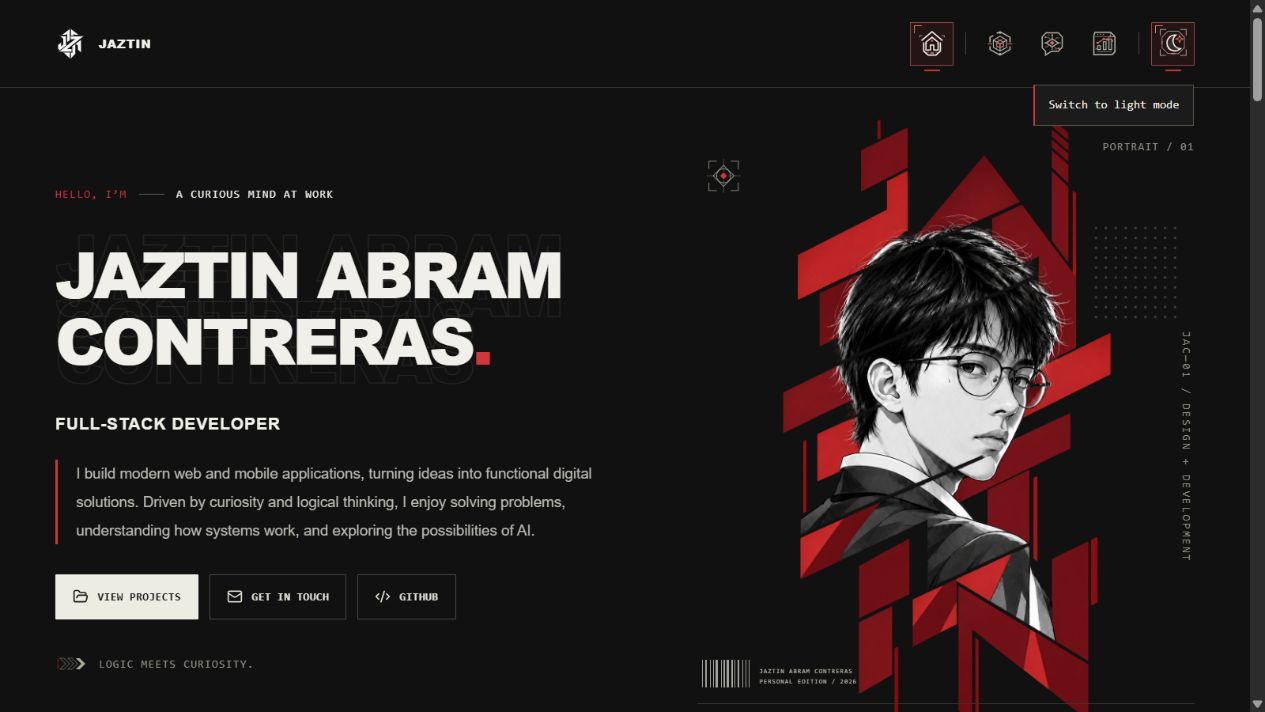 JAZTIN
Switch to light mode
PORTRAIT / 01
HELLO, I'M
A CURIOUS MIND AT WORK
JAZTIN ABRAM
CONTRERAS.
FULL-STACK DEVELOPER
I build modern web and mobile applications, turning ideas into functional digital
solutions. Driven by curiosity and logical thinking, I enjoy solving problems,
understanding how systems work, and exploring the possibilities of AI.
VIEW PROJECTS
GET IN TOUCH
GITHUB
LOGIC MEETS CURIOSITY.
JAC—01 / DESIGN + DEVELOPMENT
JAZTIN ABRAM CONTRERAS
PERSONAL EDITION / 2026